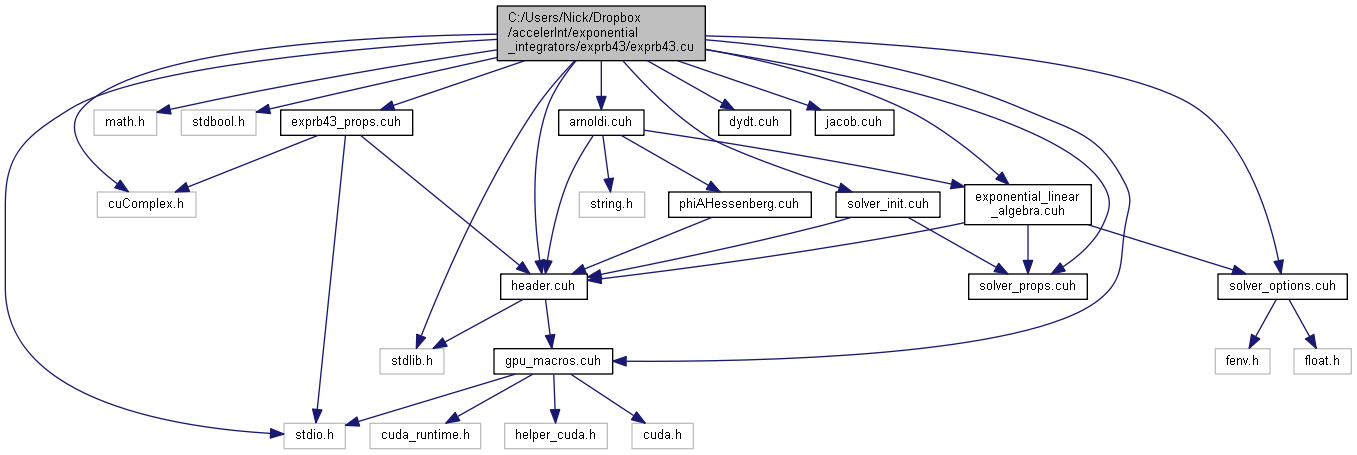 C:/Users/Nick/Dropbox
/accelerInt/exponential
_integrators/exprb43/exprb43.cu
math.h
stdbool.h
exprb43_props.cuh
arnoldi.cuh
dydt.cuh
jacob.cuh
cuComplex.h
string.h
phiAHessenberg.cuh
solver_init.cuh
exponential_linear
_algebra.cuh
header.cuh
solver_props.cuh
solver_options.cuh
stdlib.h
gpu_macros.cuh
fenv.h
float.h
stdio.h
cuda_runtime.h
helper_cuda.h
cuda.h